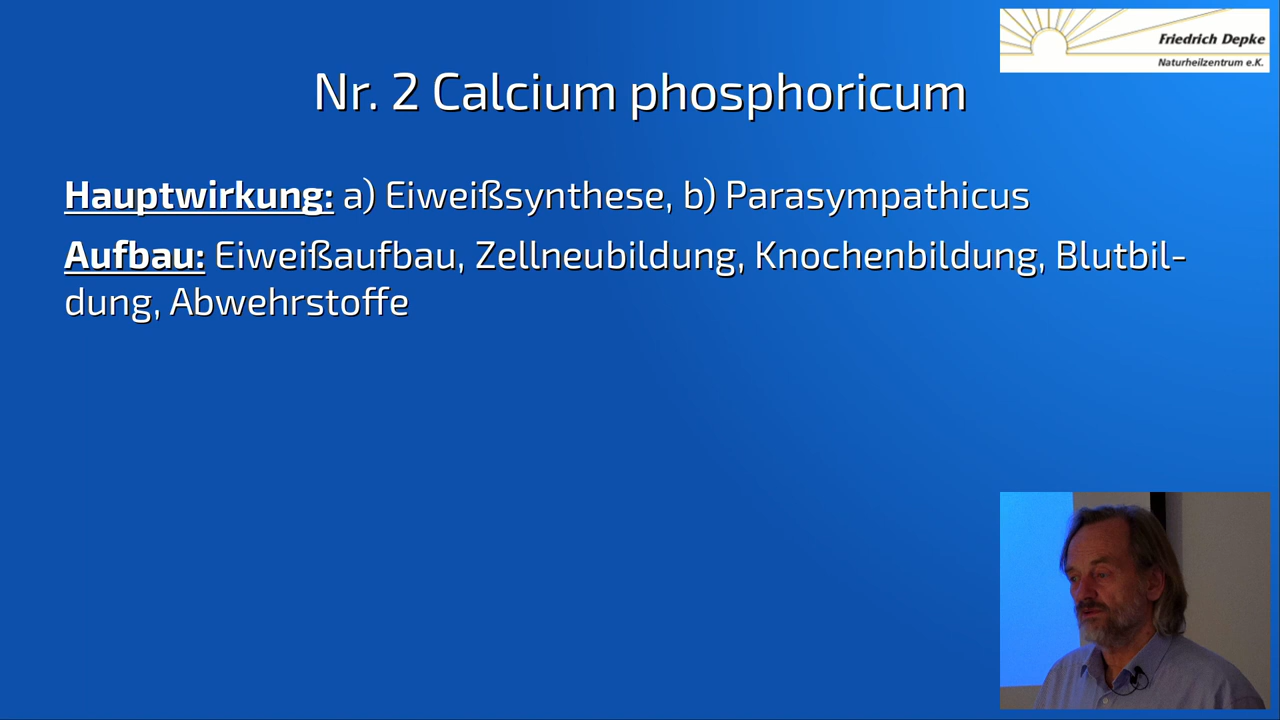 Friedrich Depke
Naturheilzentrum e.K.
Nr. 2 Calcium phosphoricum
Hauptwirkung: a) Eiweißsynthese, b) Parasympathicus
Aufbau: Eiweißaufbau, Zellneubildung, Knochenbildung, Blutbil-
dung, Abwehrstoffe